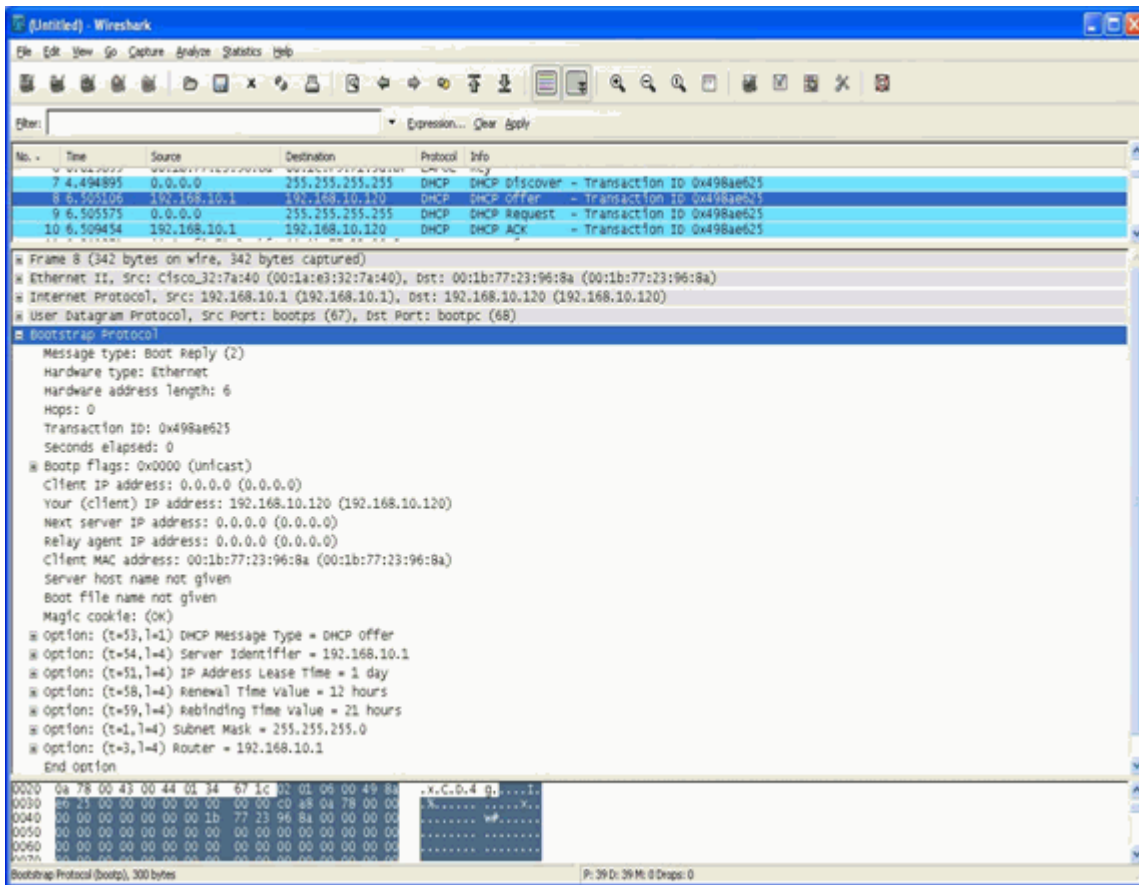 (Untitled) - Wireshark
File Edit View Go Capture Analyze Statistics Help
Filter: Expression... Clear Apply
No. - Time Source Destination Protocol Info
7 4.494895 0.0.0.0 255.255.255.255 DHCP DHCP Discover - Transaction ID 0x498ae625
8 6.505106 192.168.10.1 192.168.10.120 DHCP DHCP Offer - Transaction ID 0x498ae625
9 6.505575 0.0.0.0 255.255.255.255 DHCP DHCP Request - Transaction ID 0x498ae625
10 6.509454 192.168.10.1 192.168.10.120 DHCP DHCP ACK - Transaction ID 0x498ae625
Frame 8 (342 bytes on wire, 342 bytes captured)
Ethernet II, Src: Cisco_32:7a:40 (00:1a:e3:32:7a:40), Dst: 00:1b:77:23:96:8a (00:1b:77:23:96:8a)
Internet Protocol, Src: 192.168.10.1 (192.168.10.1), Dst: 192.168.10.120 (192.168.10.120)
User Datagram Protocol, Src Port: bootps (67), Dst Port: bootpc (68)
Bootstrap Protocol
Message type: Boot Reply (2)
Hardware type: Ethernet
Hardware address length: 6
Hops: 0
Transaction ID: 0x498ae625
Seconds elapsed: 0
Bootp flags: 0x0000 (Unicast)
Client IP address: 0.0.0.0 (0.0.0.0)
Your (client) IP address: 192.168.10.120 (192.168.10.120)
Next server IP address: 0.0.0.0 (0.0.0.0)
Relay agent IP address: 0.0.0.0 (0.0.0.0)
Client MAC address: 00:1b:77:23:96:8a (00:1b:77:23:96:8a)
Server host name not given
Boot file name not given
Magic cookie: (OK)
Option: (t=53,l=1) DHCP Message Type = DHCP Offer
Option: (t=54,l=4) Server Identifier = 192.168.10.1
Option: (t=51,l=4) IP Address Lease Time = 1 day
Option: (t=58,l=4) Renewal Time Value = 12 hours
Option: (t=59,l=4) Rebinding Time Value = 21 hours
Option: (t=1,l=4) Subnet Mask = 255.255.255.0
Option: (t=3,l=4) Router = 192.168.10.1
End Option
0020 0a 78 00 43 00 44 01 34 67 1c 02 01 06 00 49 8a .x.C.D.4 g.....I.
0030 e6 25 00 00 00 00 00 00 00 00 c0 a8 0a 78 00 00 .%...... .....x..
0040 00 00 00 00 00 00 00 1b 77 23 96 8a 00 00 00 00 ........ w#......
0050 00 00 00 00 00 00 00 00 00 00 00 00 00 00 00 00 ........ ........
0060 00 00 00 00 00 00 00 00 00 00 00 00 00 00 00 00 ........ ........
Bootstrap Protocol (bootp), 300 bytes P: 39 D: 39 M: 0 Drops: 0